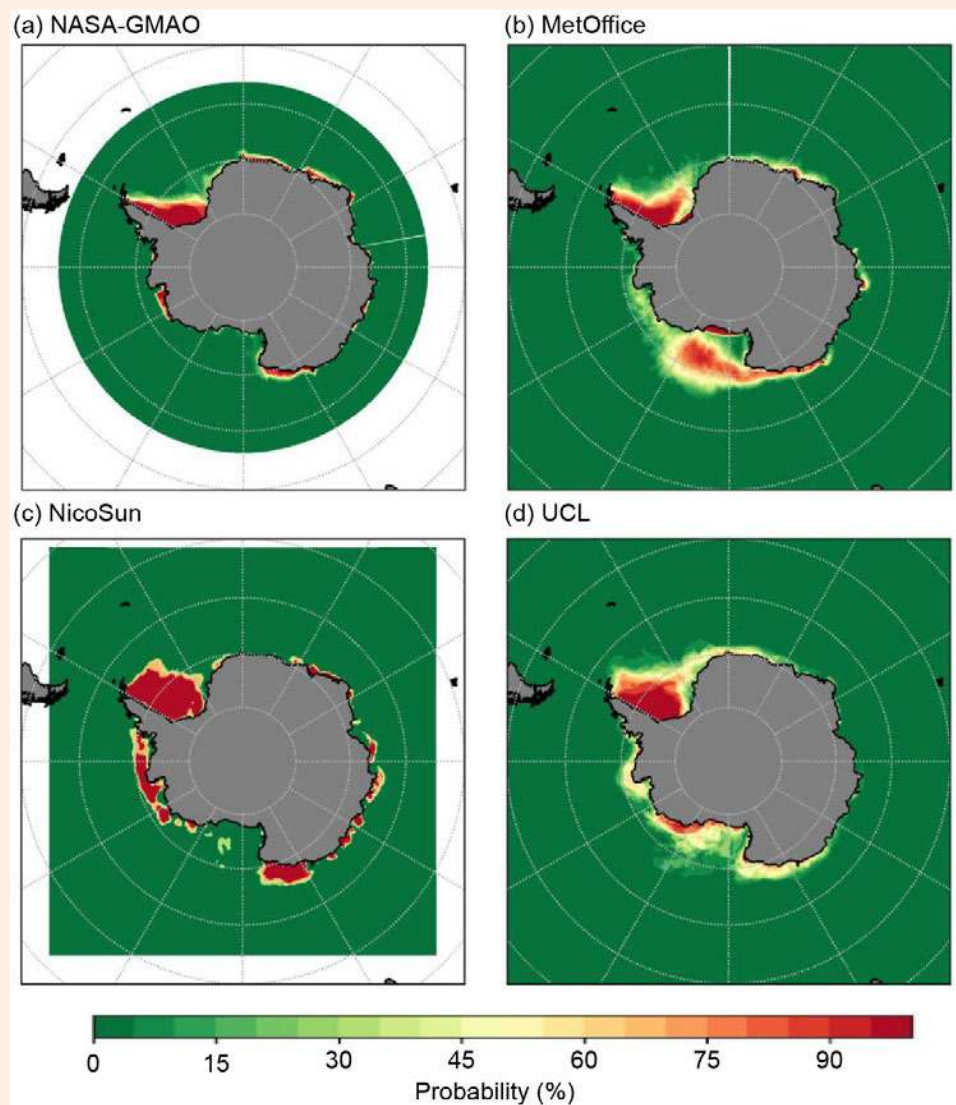 (a) NASA-GMAO
(b) MetOffice
(c) NicoSun
(d) UCL
0 15 30 45 60 75 90
Probability (%)